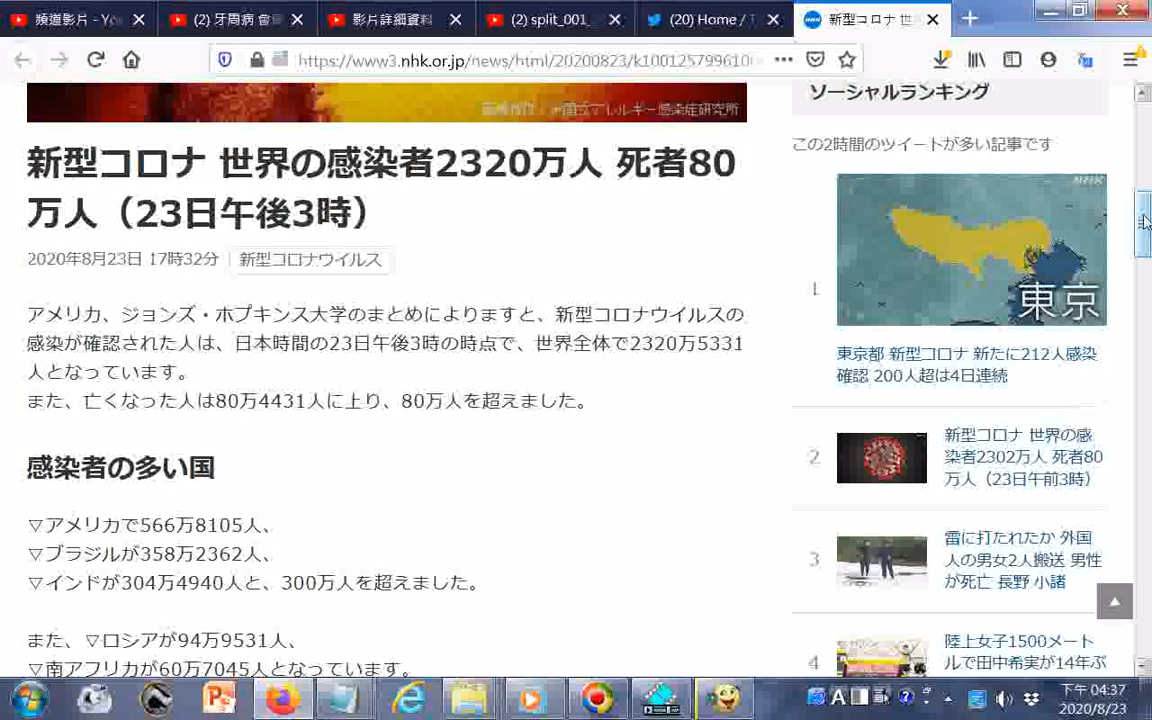 頻道影片 - Yo
(2) 牙周病 會
影片詳細資料
(2) split_001_
(20) Home / T
新型コロナ 世
https://www3.nhk.or.jp/news/html/20200823/k1001257996100
新型コロナ 世界の感染者2320万人 死者80
万人（23日午後3時）
2020年8月23日 17時32分
新型コロナウイルス
アメリカ、ジョンズ・ホプキンス大学のまとめによりますと、新型コロナウイルスの
感染が確認された人は、日本時間の23日午後3時の時点で、世界全体で2320万5331
人となっています。
また、亡くなった人は80万4431人に上り、80万人を超えました。
感染者の多い国
▽アメリカで566万8105人、
▽ブラジルが358万2362人、
▽インドが304万4940人と、300万人を超えました。
また、▽ロシアが94万9531人、
▽南アフリカが60万7045人となっています。
ソーシャルランキング
この2時間のツイートが多い記事です
NHK
東京
1
東京都 新型コロナ 新たに212人感染
確認 200人超は4日連続
2
新型コロナ 世界の感
染者2302万人 死者80
万人（23日午前3時）
3
雷に打たれたか 外国
人の男女2人搬送 男性
が死亡 長野 小諸
4
陸上女子1500メート
ルで田中希実が14年ぶ
A
下午 04:37
2020/8/23